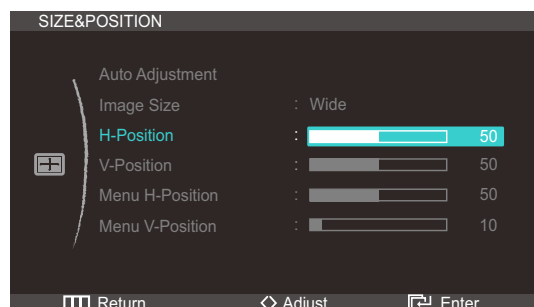 SIZE&POSITION
Auto Adjustment
Image Size : Wide
H-Position : 50
V-Position : 50
Menu H-Position : 50
Menu V-Position : 10
Return Adjust Enter